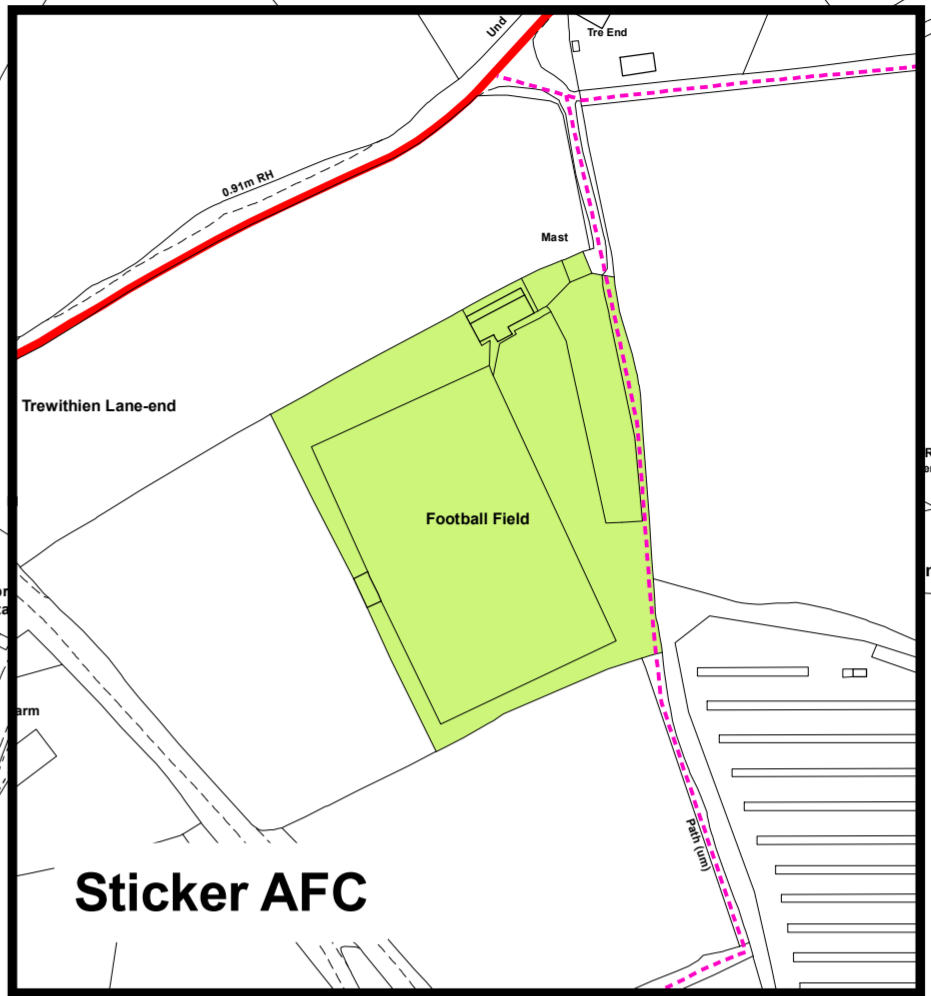 Und
Tre End
0.91m RH
Mast
Trewithien Lane-end
Football Field
arm
Path (um)
Sticker AFC